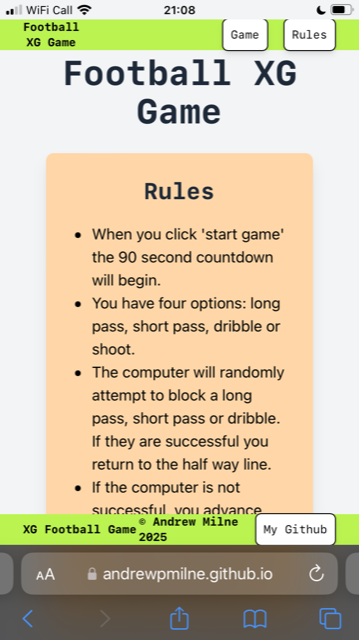 WiFi Call 21:08
Football
XG Game
Game Rules
Football XG
Game
Rules
• When you click 'start game'
the 90 second countdown
will begin.
• You have four options: long
pass, short pass, dribble or
shoot.
• The computer will randomly
attempt to block a long
pass, short pass or dribble.
If they are successful you
return to the half way line.
• If the computer is not
successful, you advance
XG Football Game © Andrew Milne
2025
My Github
AA andrewpmilne.github.io